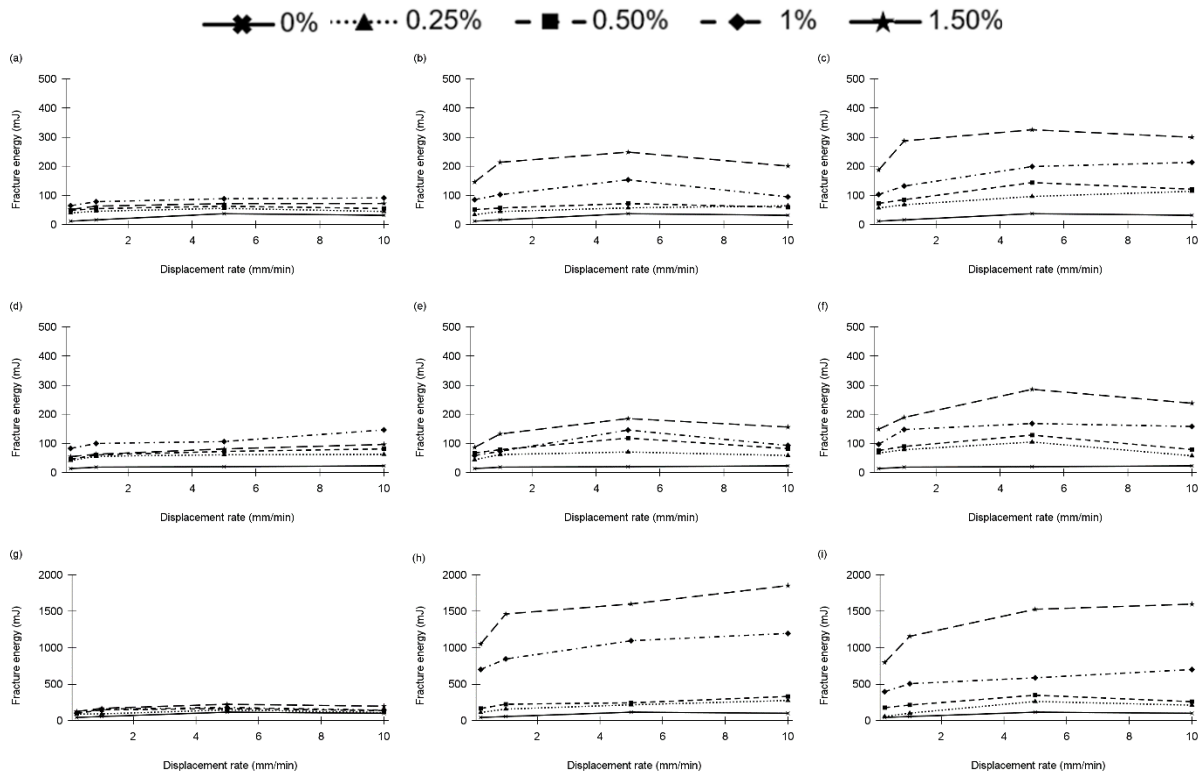 0% 0.25% 0.50% 1% 1.50%
(a)
500
400
300
200
100
0
Fracture energy (mJ)
2 4 6 8 10
Displacement rate (mm/min)
(b)
500
400
300
200
100
0
Fracture energy (mJ)
2 4 6 8 10
Displacement rate (mm/min)
(c)
500
400
300
200
100
0
Fracture energy (mJ)
2 4 6 8 10
Displacement rate (mm/min)
(d)
500
400
300
200
100
0
Fracture energy (mJ)
2 4 6 8 10
Displacement rate (mm/min)
(e)
500
400
300
200
100
0
Fracture energy (mJ)
2 4 6 8 10
Displacement rate (mm/min)
(f)
500
400
300
200
100
0
Fracture energy (mJ)
2 4 6 8 10
Displacement rate (mm/min)
(g)
2000
1500
1000
500
0
Fracture energy (mJ)
2 4 6 8 10
Displacement rate (mm/min)
(h)
2000
1500
1000
500
0
Fracture energy (mJ)
2 4 6 8 10
Displacement rate (mm/min)
(i)
2000
1500
1000
500
0
Fracture energy (mJ)
2 4 6 8 10
Displacement rate (mm/min)